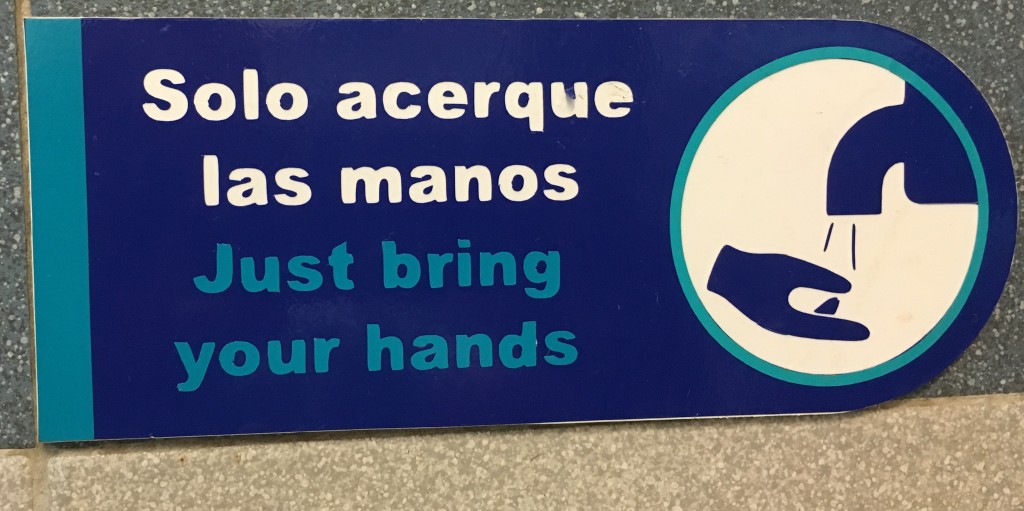 Solo acerque
las manos
Just bring
your hands